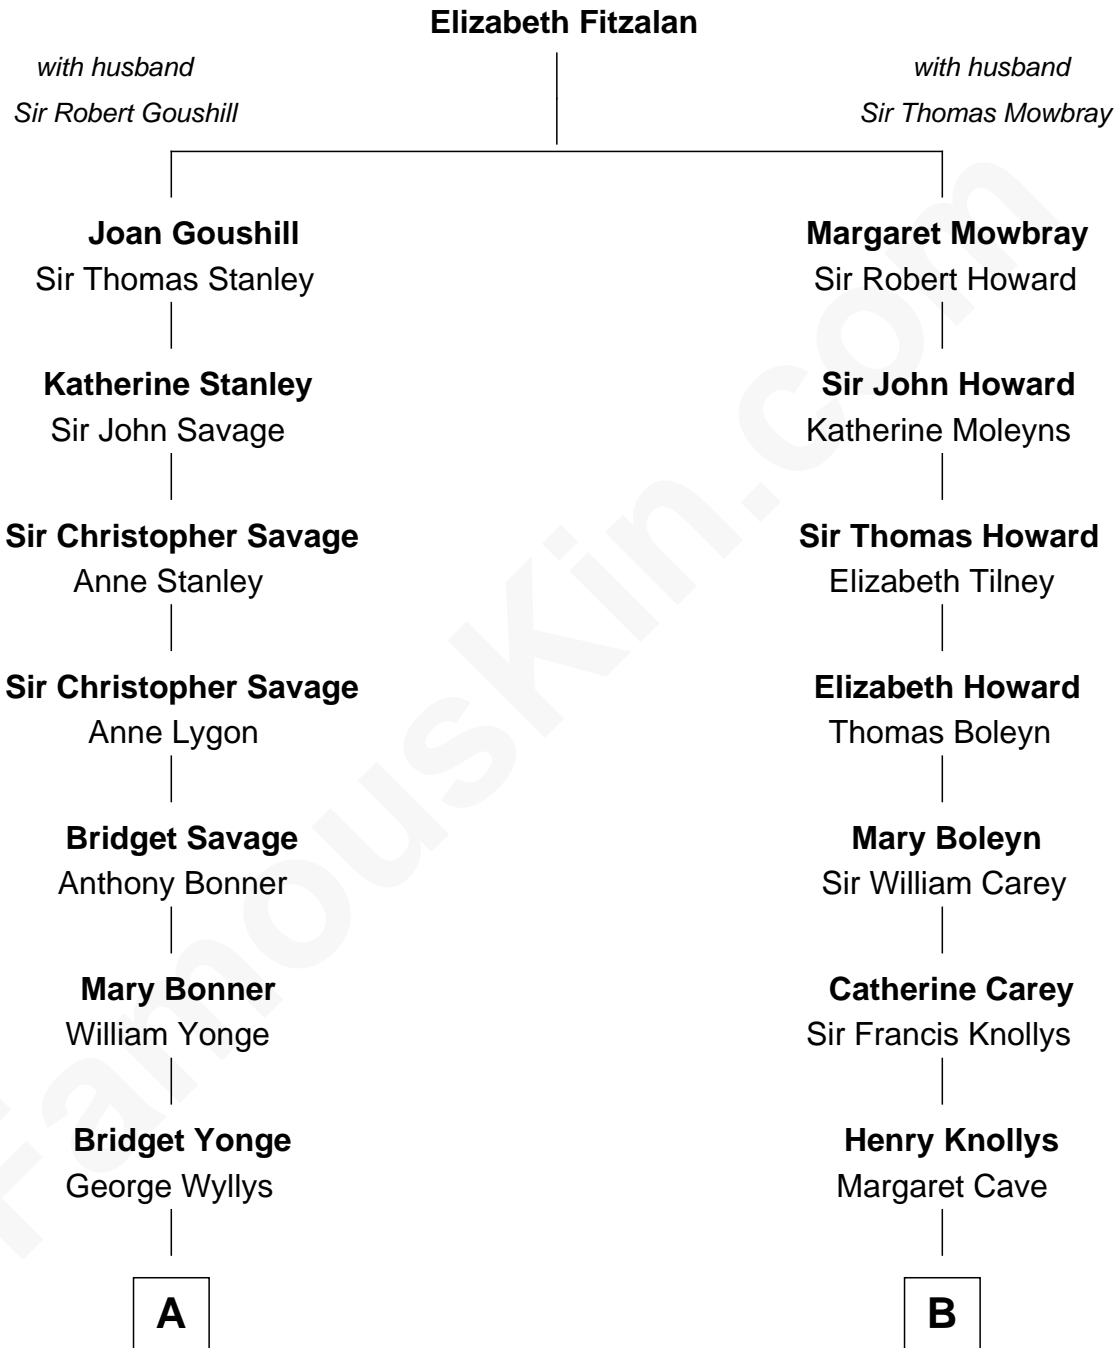 Elizabeth Fitzalan
with husband
Sir Robert Goushill
with husband
Sir Thomas Mowbray
Joan Goushill
Sir Thomas Stanley
Margaret Mowbray
Sir Robert Howard
Katherine Stanley
Sir John Savage
Sir John Howard
Katherine Moleyns
Sir Christopher Savage
Anne Stanley
Sir Thomas Howard
Elizabeth Tilney
Sir Christopher Savage
Anne Lygon
Elizabeth Howard
Thomas Boleyn
Bridget Savage
Anthony Bonner
Mary Boleyn
Sir William Carey
Mary Bonner
William Yonge
Catherine Carey
Sir Francis Knollys
Bridget Yonge
George Wyllys
Henry Knollys
Margaret Cave
A
B
FamousKin.com